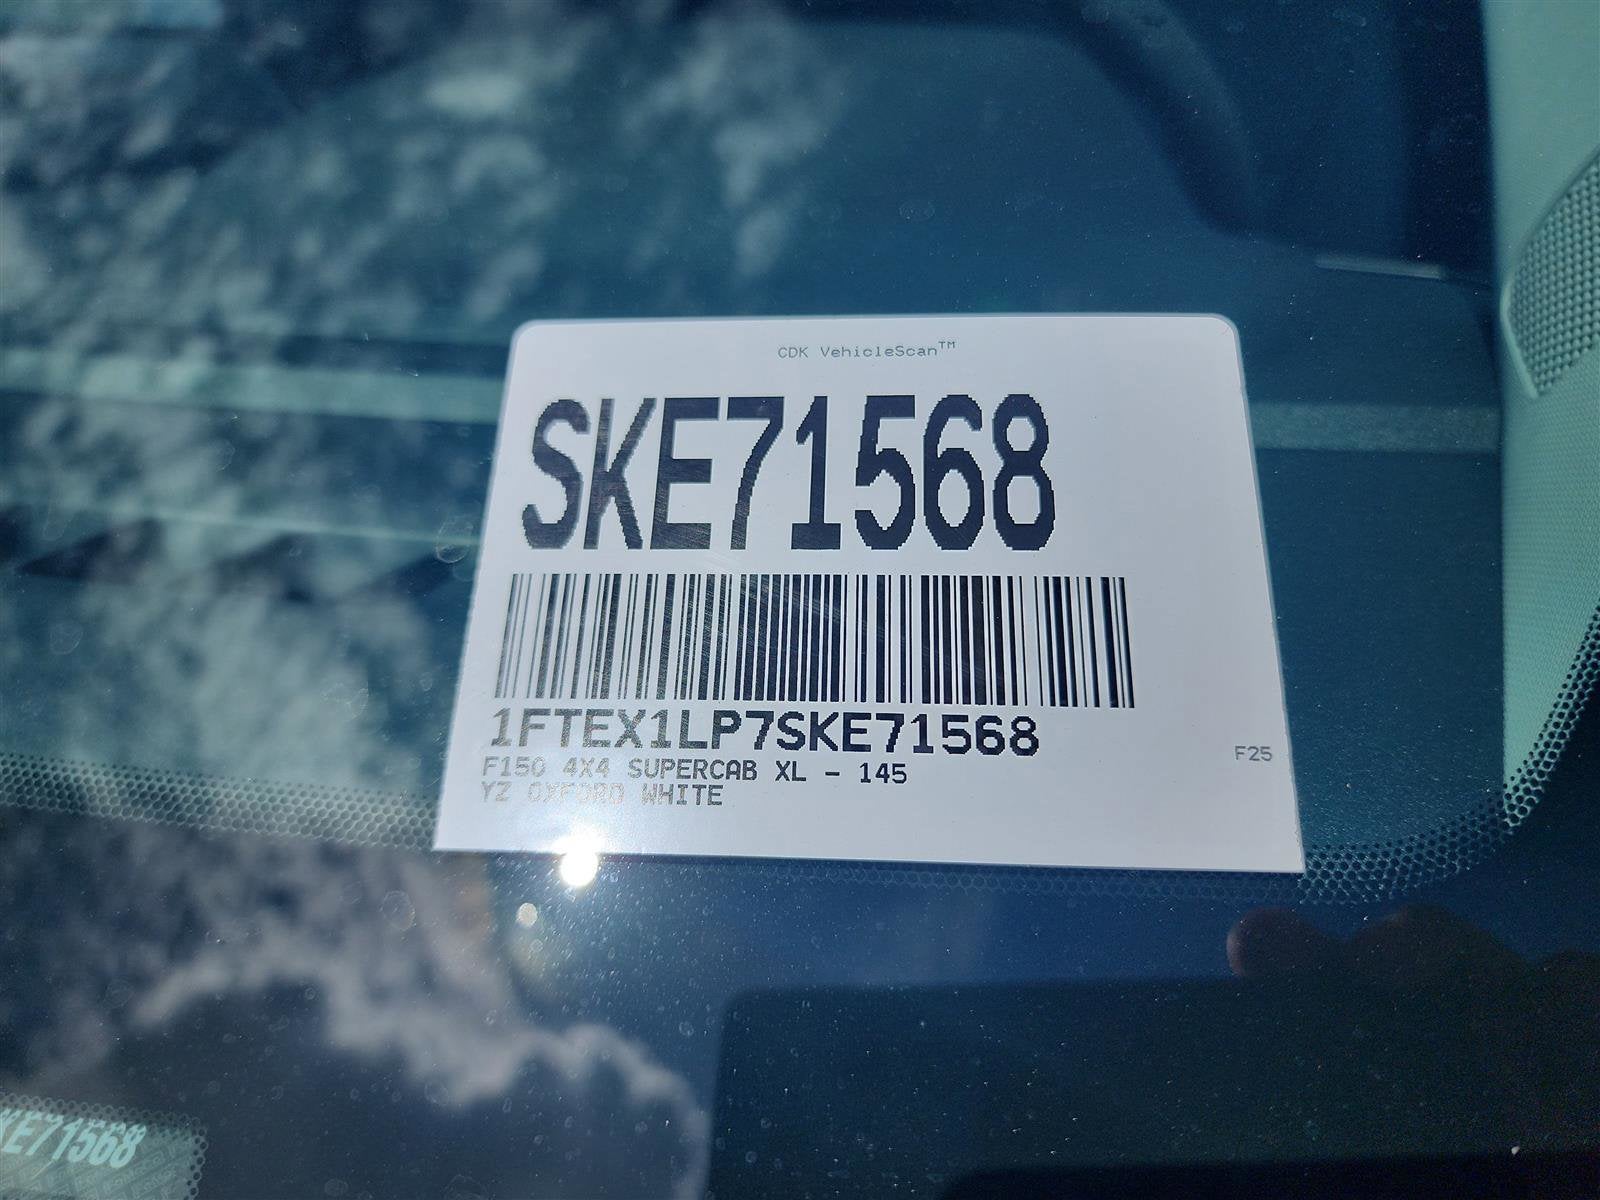 CDK VehicleScan™
SKE71568
1FTEX1LP7SKE71568
F150 4X4 SUPERCAB XL - 145
YZ OXFORD WHITE
F25
KE71568